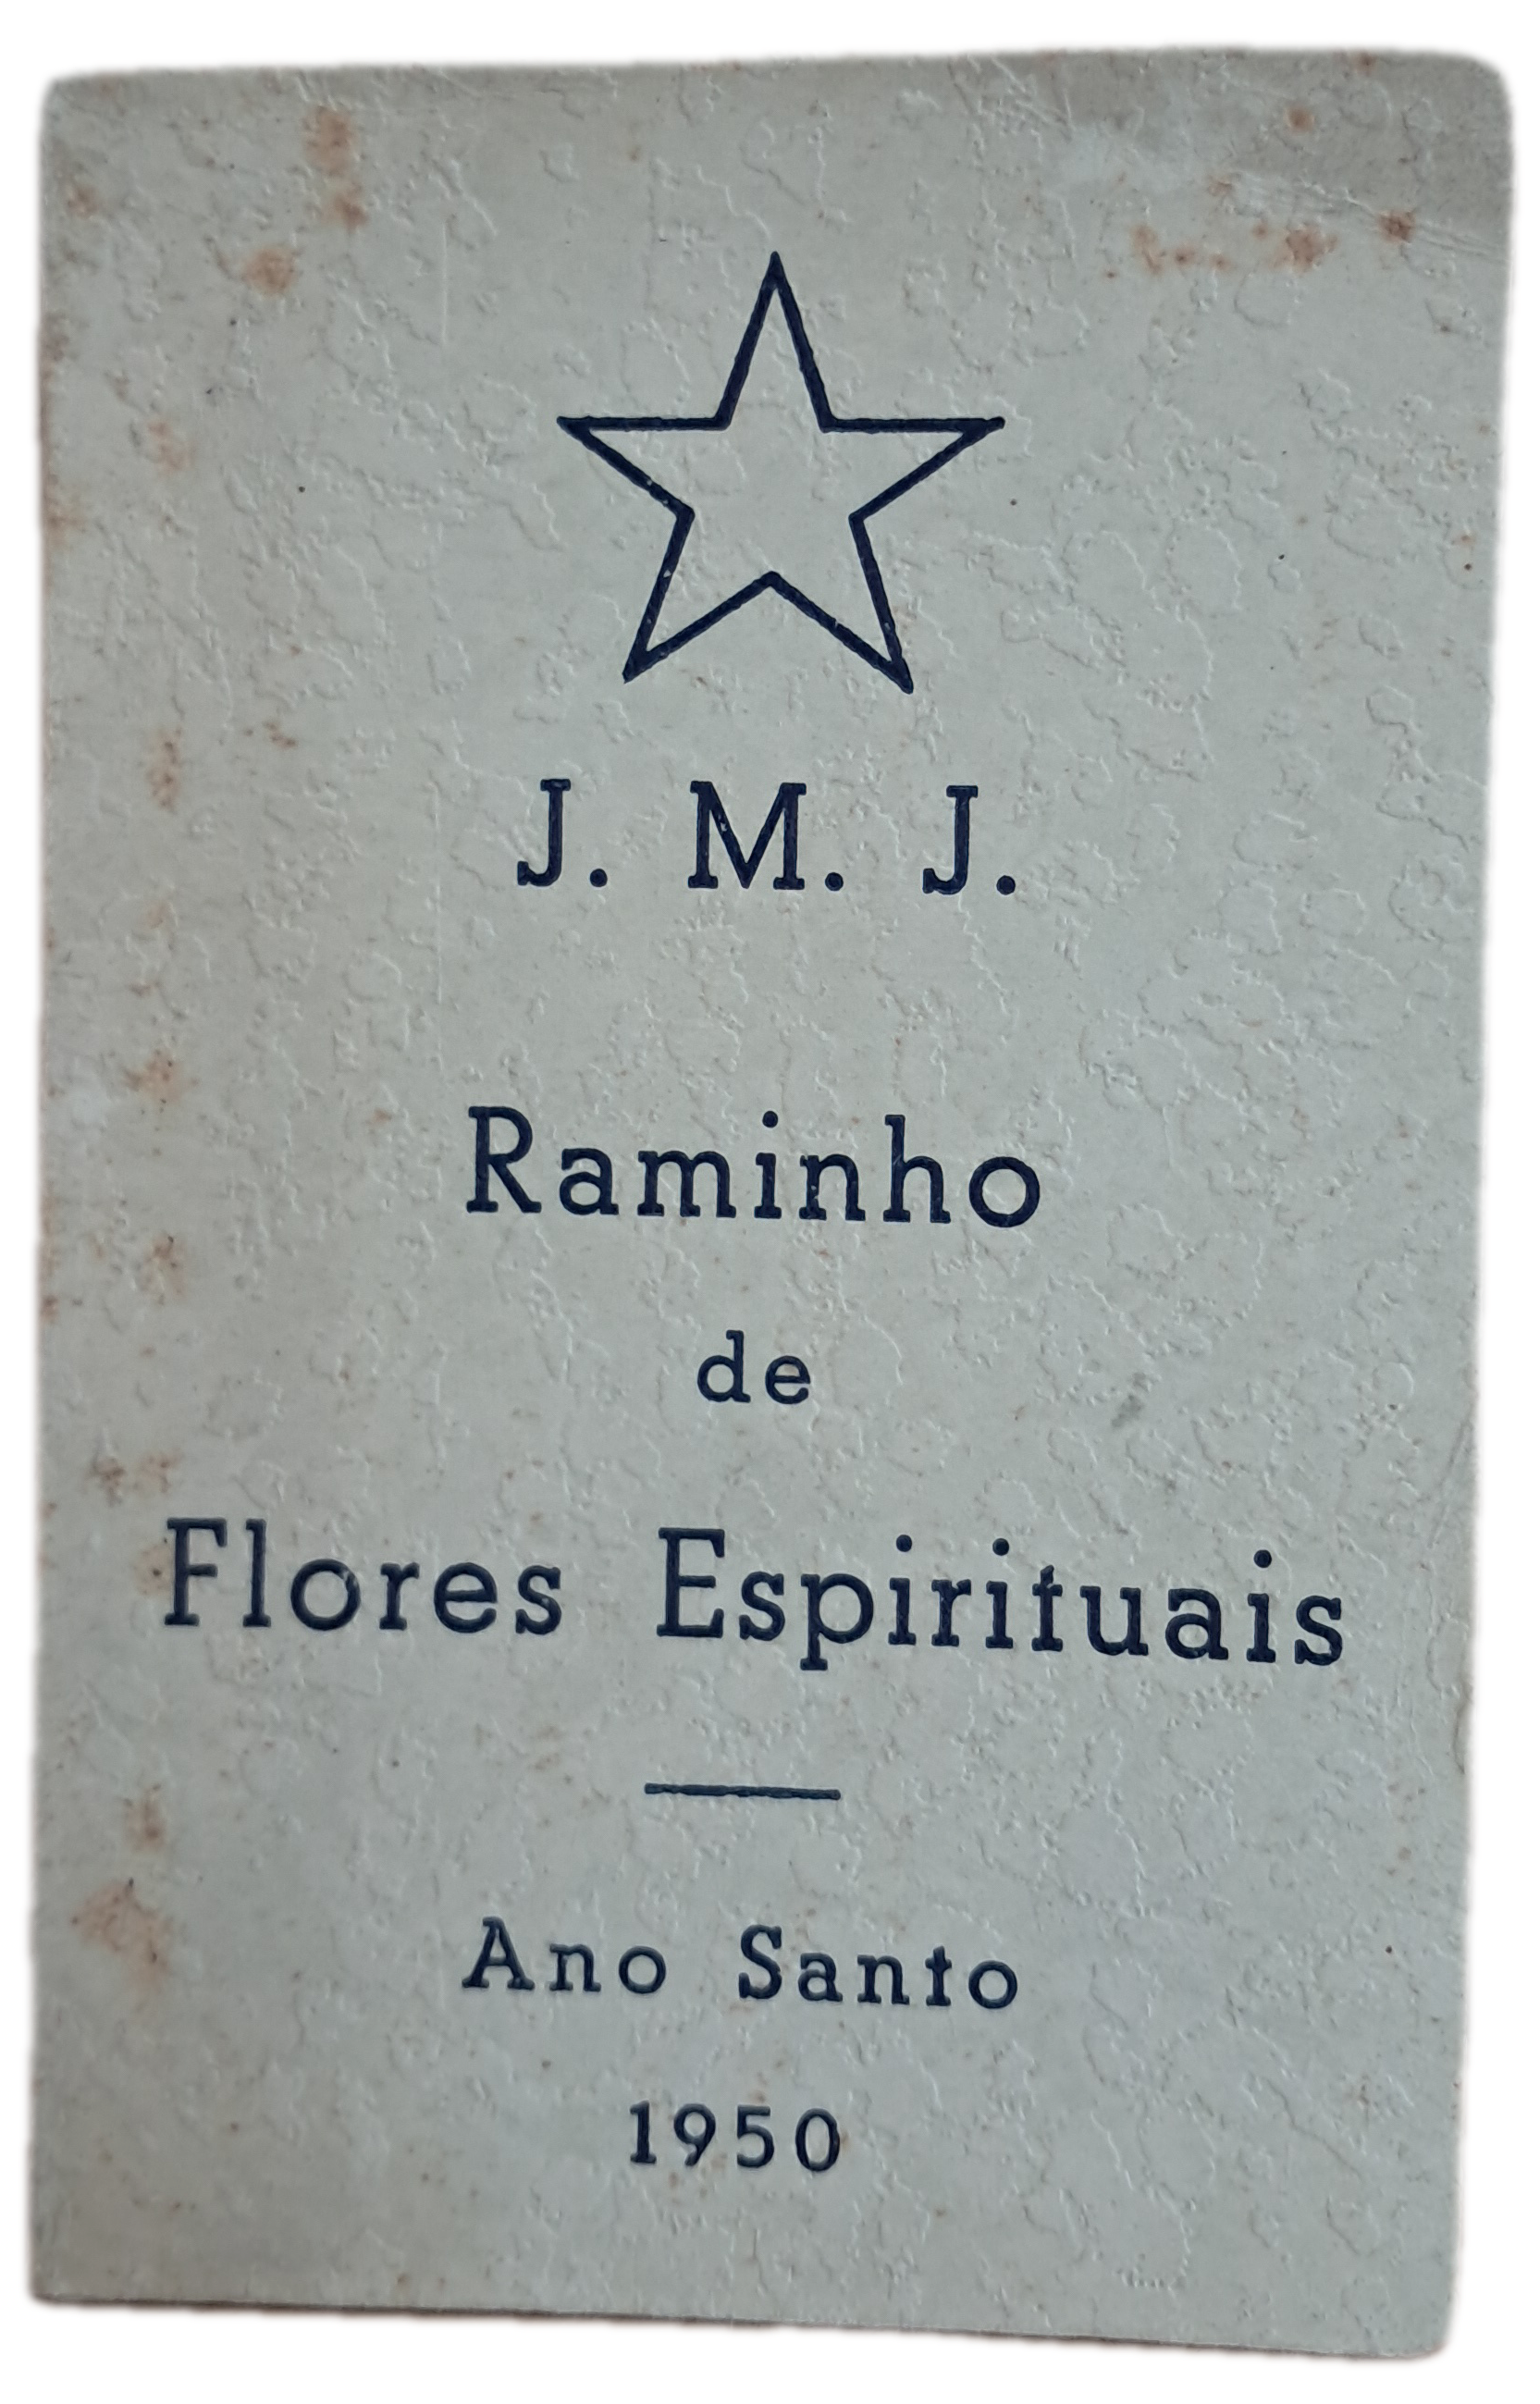 J. M. J.
Raminho
de
Flores Espirituais
Ano Santo
1950